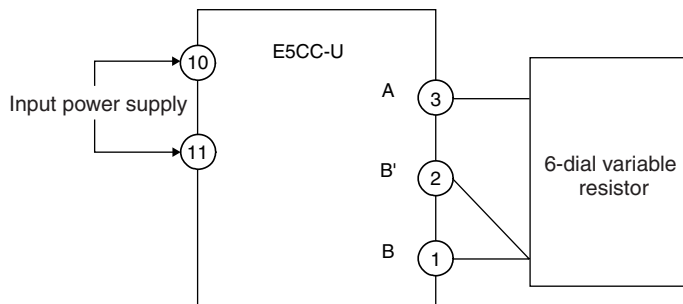 E5CC-U
10
Input power supply
11
A
3
B'
2
B
1
6-dial variable
resistor